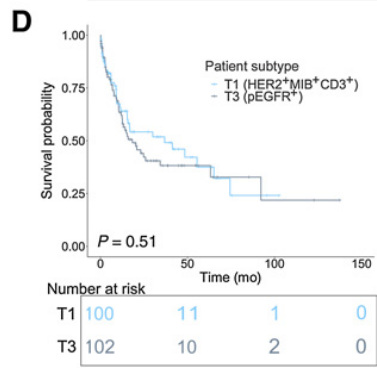 D
1.00
0.75
0.50
0.25
0.00
Survival probability
Patient subtype
T1 (HER2⁺MIB⁺CD3⁺)
T3 (pEGFR⁺)
P = 0.51
0 50 100 150
Time (mo)
Number at risk
T1 100 11 1 0
T3 102 10 2 0